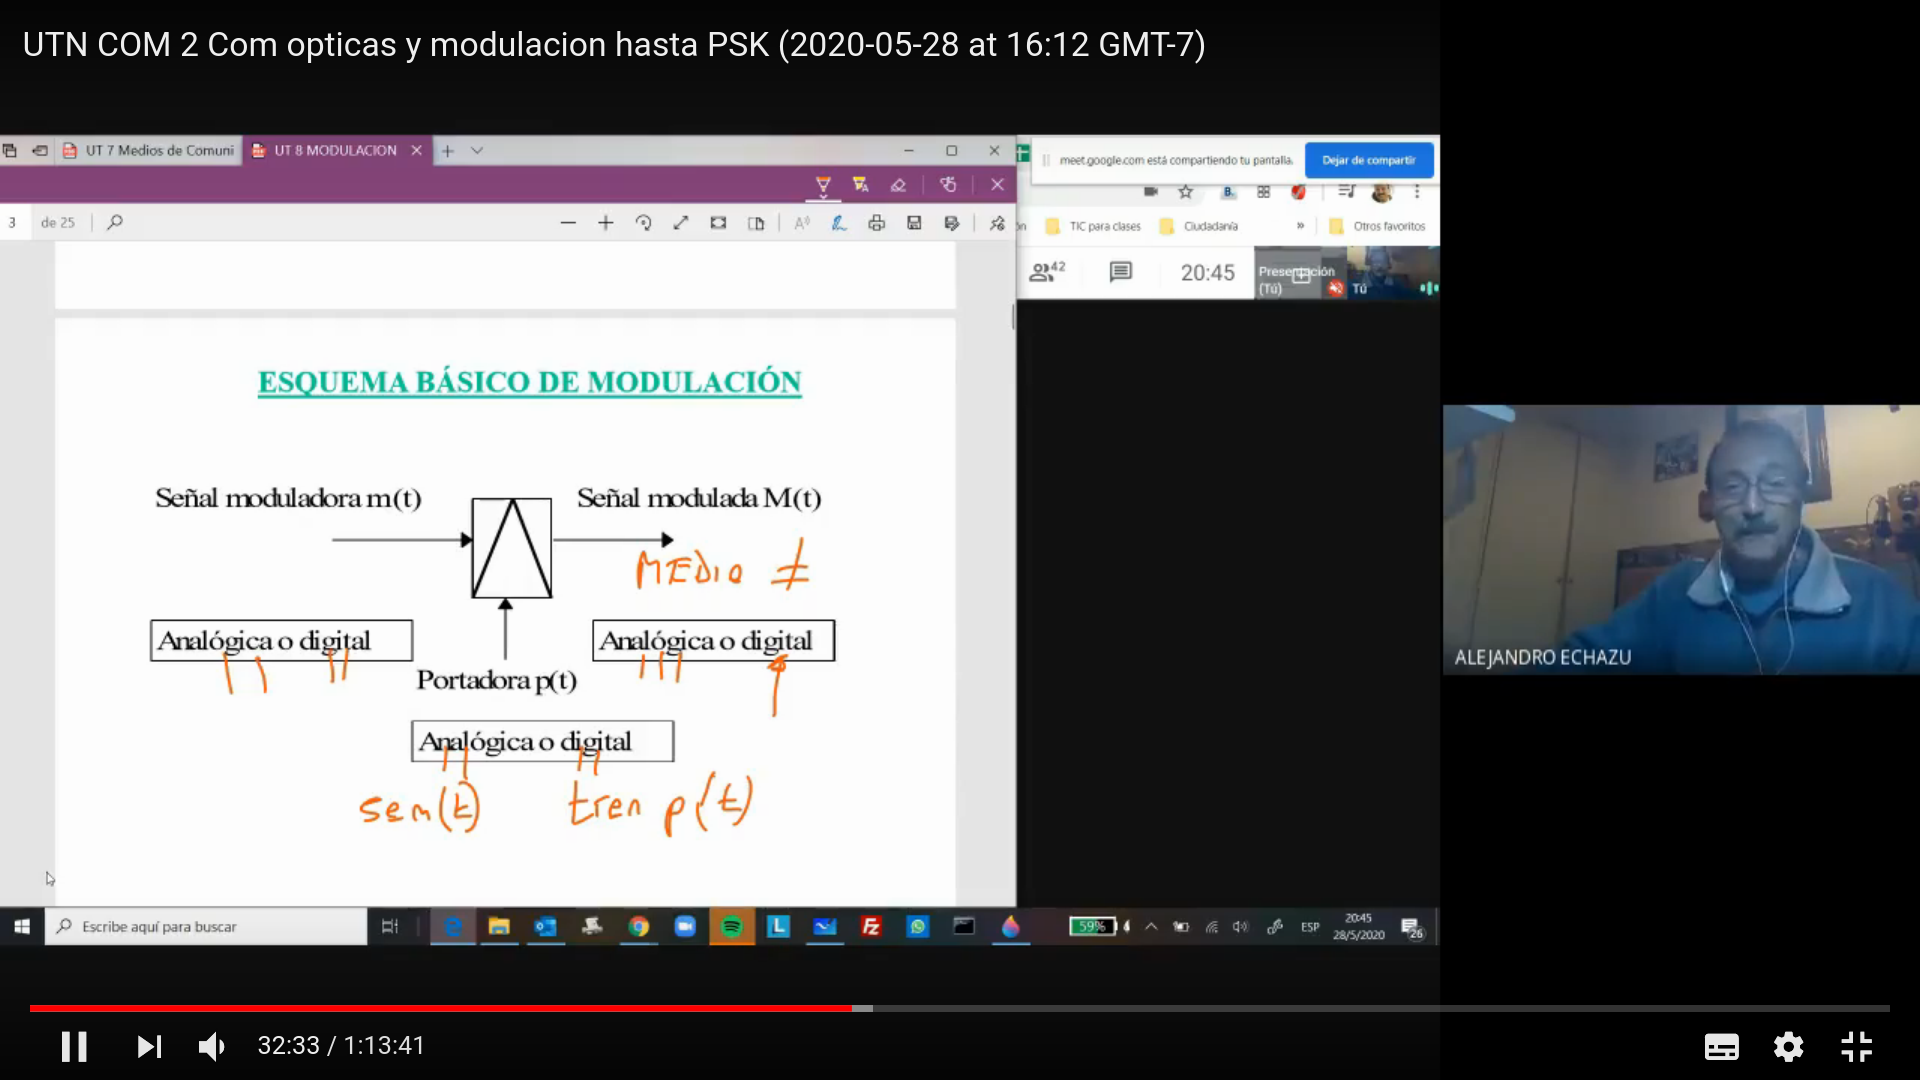 UTN COM 2 Com opticas y modulacion hasta PSK (2020-05-28 at 16:12 GMT-7)
UT 7 Medios de Comuni
UT 8 MODULACION
meet.google.com está compartiendo tu pantalla.
Dejar de compartir
3 de 25
TIC para clases
Ciudadanía
»
Otros favoritos
42
20:45
Presentación
(Tú)
Tú
ESQUEMA BÁSICO DE MODULACIÓN
Señal moduladora m(t)
Señal modulada M(t)
MEDIO ≠
Analógica o digital
Analógica o digital
Portadora p(t)
Analógica o digital
sen(t)
tren p(t)
ALEJANDRO ECHAZU
Escribe aquí para buscar
59%
ESP
20:45
28/5/2020
26
32:33 / 1:13:41